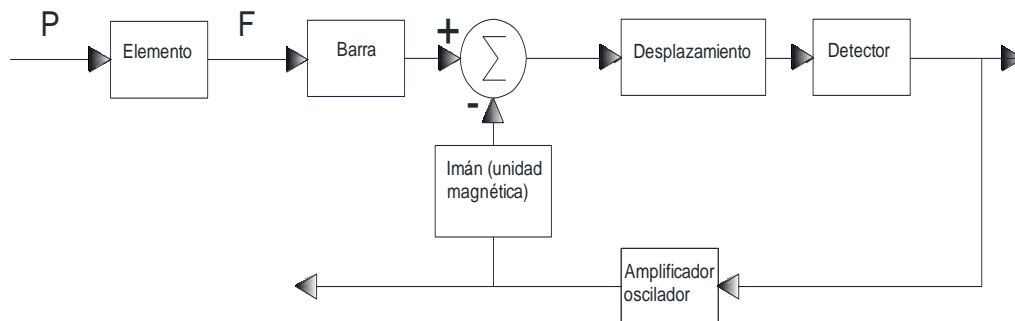 P
F
Elemento
Barra
+
Σ
-
Desplazamiento
Detector
Imán (unidad
magnética)
Amplificador
oscilador